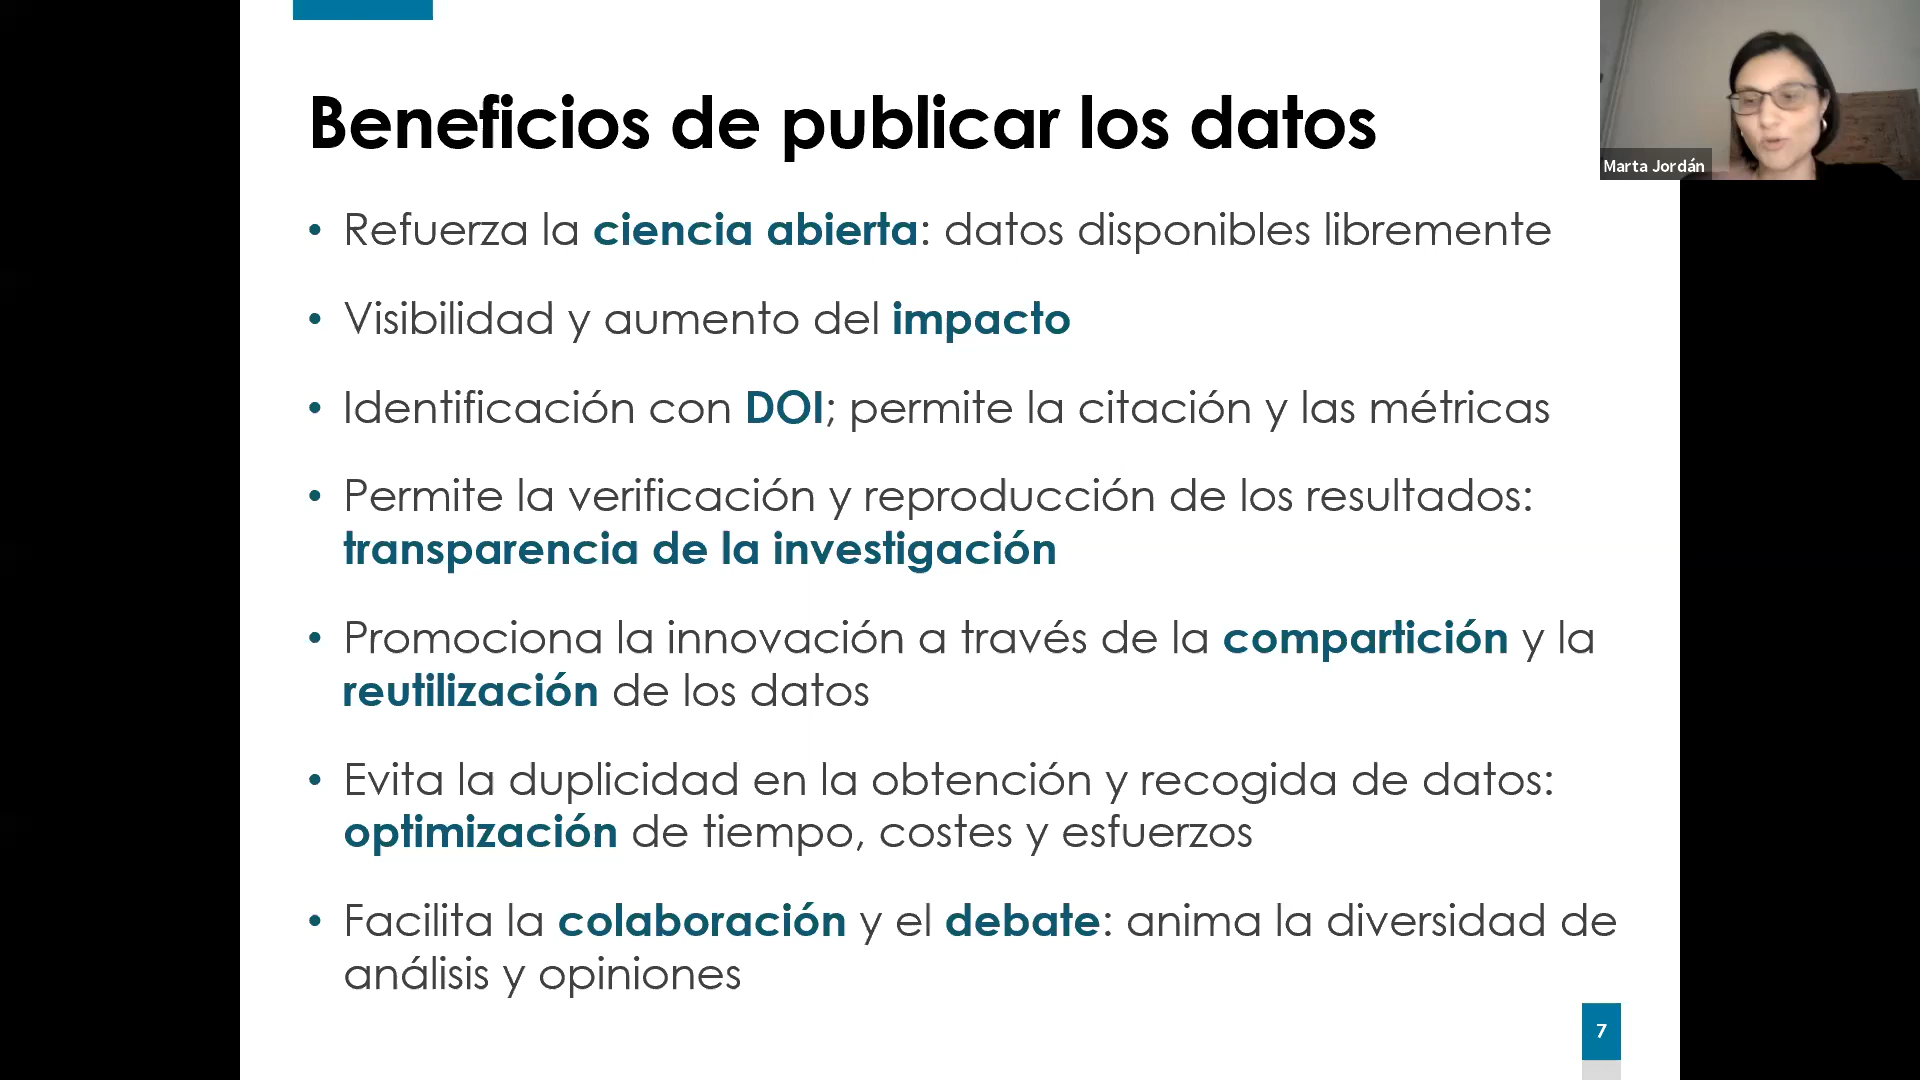 Beneficios de publicar los datos
Marta Jordán
• Refuerza la ciencia abierta: datos disponibles libremente
• Visibilidad y aumento del impacto
• Identificación con DOI; permite la citación y las métricas
• Permite la verificación y reproducción de los resultados:
transparencia de la investigación
• Promociona la innovación a través de la compartición y la
reutilización de los datos
• Evita la duplicidad en la obtención y recogida de datos:
optimización de tiempo, costes y esfuerzos
• Facilita la colaboración y el debate: anima la diversidad de
análisis y opiniones
7